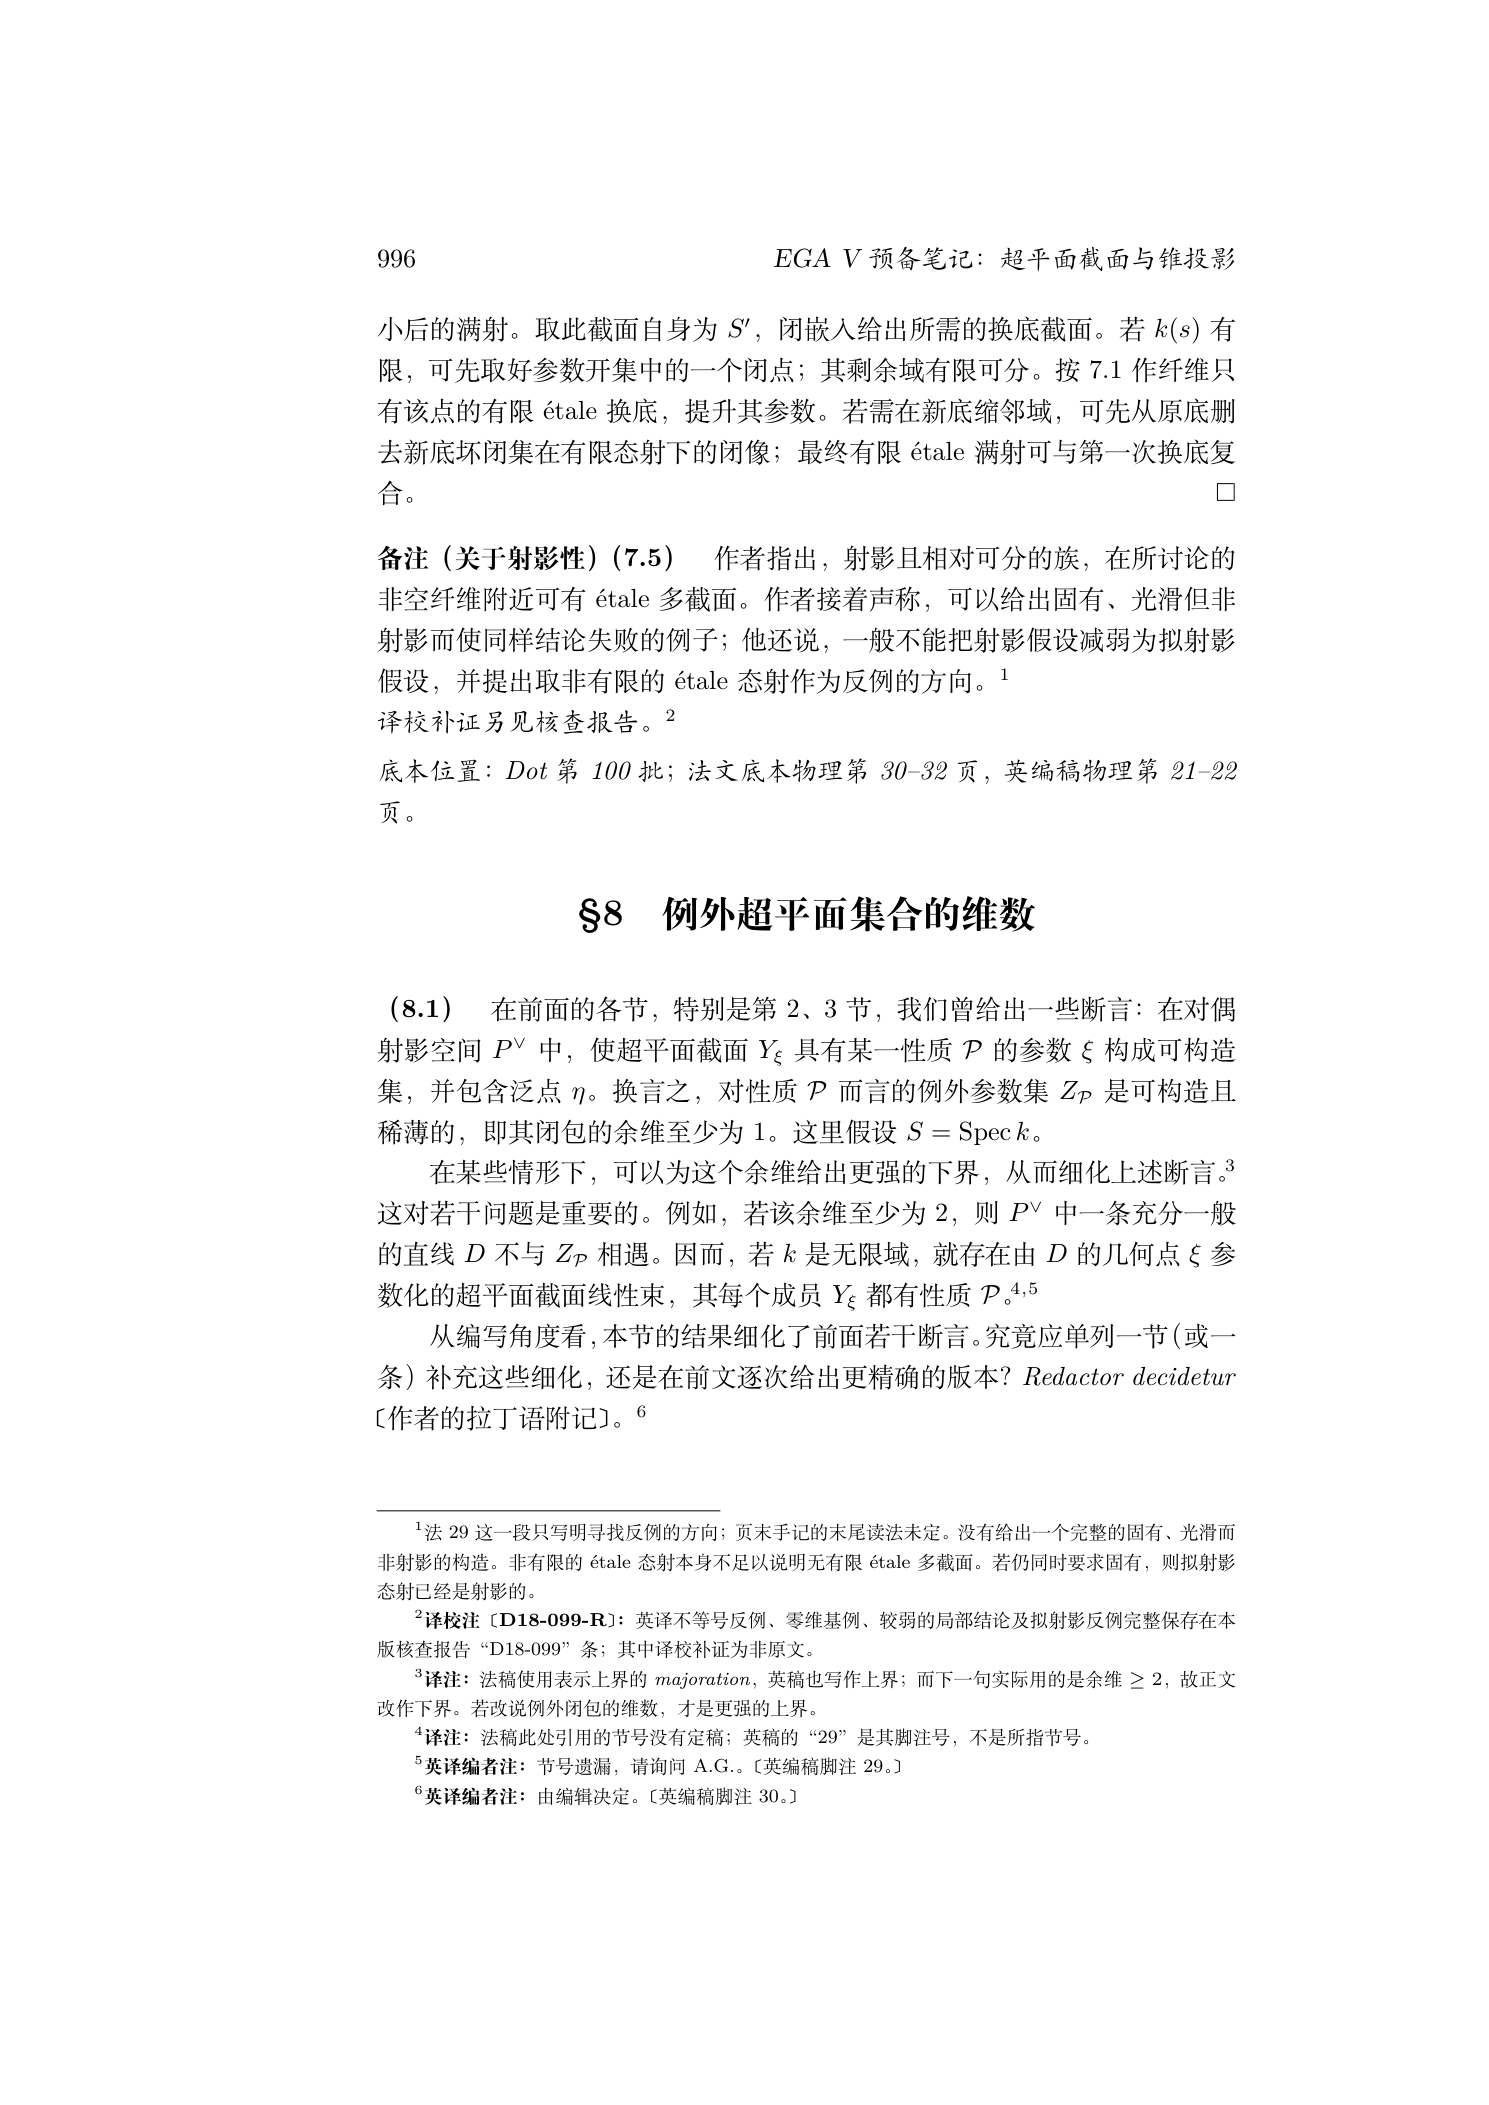 996 EGA V 预备笔记：超平面截面与锥投影
小后的满射。取此截面自身为 S′，闭嵌入给出所需的换底截面。若 k(s) 有
限，可先取好参数开集中的一个闭点；其剩余域有限可分。按 7.1 作纤维只
有该点的有限 étale 换底，提升其参数。若需在新底缩邻域，可先从原底删
去新底坏闭集在有限态射下的闭像；最终有限 étale 满射可与第一次换底复
合。 □
备注（关于射影性）（7.5） 作者指出，射影且相对可分的族，在所讨论的
非空纤维附近可有 étale 多截面。作者接着声称，可以给出固有、光滑但非
射影而使同样结论失败的例子；他还说，一般不能把射影假设减弱为拟射影
假设，并提出取非有限的 étale 态射作为反例的方向。¹
译校补证另见核查报告。²
底本位置：Dot 第 100 批；法文底本物理第 30–32 页，英编稿物理第 21–22
页。
§8 例外超平面集合的维数
（8.1） 在前面的各节，特别是第 2、3 节，我们曾给出一些断言：在对偶
射影空间 P^∨ 中，使超平面截面 Y_ξ 具有某一性质 𝒫 的参数 ξ 构成可构造
集，并包含泛点 η。换言之，对性质 𝒫 而言的例外参数集 Z_𝒫 是可构造且
稀薄的，即其闭包的余维至少为 1。这里假设 S = Spec k。
在某些情形下，可以为这个余维给出更强的下界，从而细化上述断言。³
这对若干问题是重要的。例如，若该余维至少为 2，则 P^∨ 中一条充分一般
的直线 D 不与 Z_𝒫 相遇。因而，若 k 是无限域，就存在由 D 的几何点 ξ 参
数化的超平面截面线性束，其每个成员 Y_ξ 都有性质 𝒫。⁴,⁵
从编写角度看，本节的结果细化了前面若干断言。究竟应单列一节（或一
条）补充这些细化，还是在前文逐次给出更精确的版本？Redactor decidetur
〔作者的拉丁语附记〕。⁶
¹法 29 这一段只写明寻找反例的方向；页末手记的末尾读法未定。没有给出一个完整的固有、光滑而
非射影的构造。非有限的 étale 态射本身不足以说明无有限 étale 多截面。若仍同时要求固有，则拟射影
态射已经是射影的。
²译校注〔D18-099-R〕：英译不等号反例、零维基例、较弱的局部结论及拟射影反例完整保存在本
版核查报告 “D18-099” 条；其中译校补证为非原文。
³译注：法稿使用表示上界的 majoration，英稿也写作上界；而下一句实际用的是余维 ≥ 2，故正文
改作下界。若改说例外闭包的维数，才是更强的上界。
⁴译注：法稿此处引用的节号没有定稿；英稿的 “29” 是其脚注号，不是所指节号。
⁵英译编者注：节号遗漏，请询问 A.G.。〔英编稿脚注 29。〕
⁶英译编者注：由编辑决定。〔英编稿脚注 30。〕